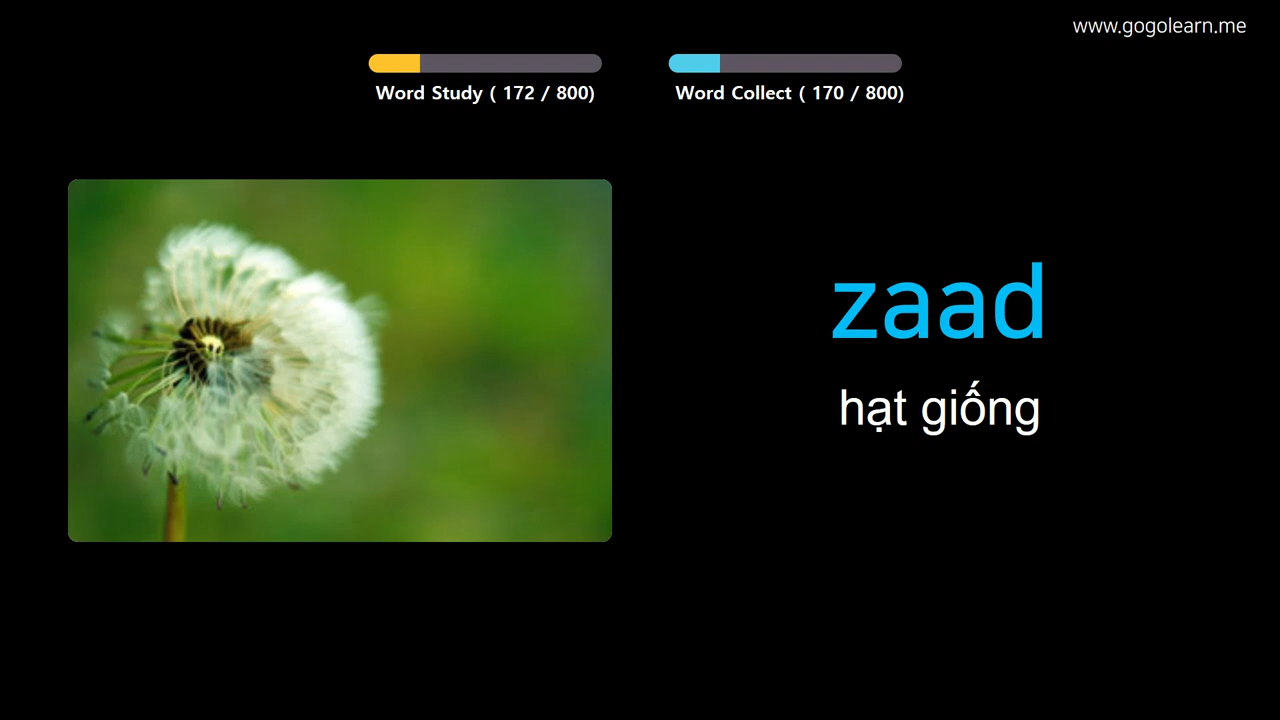 www.gogolearn.me
Word Study ( 172 / 800)
Word Collect ( 170 / 800)
zaad
hạt giống